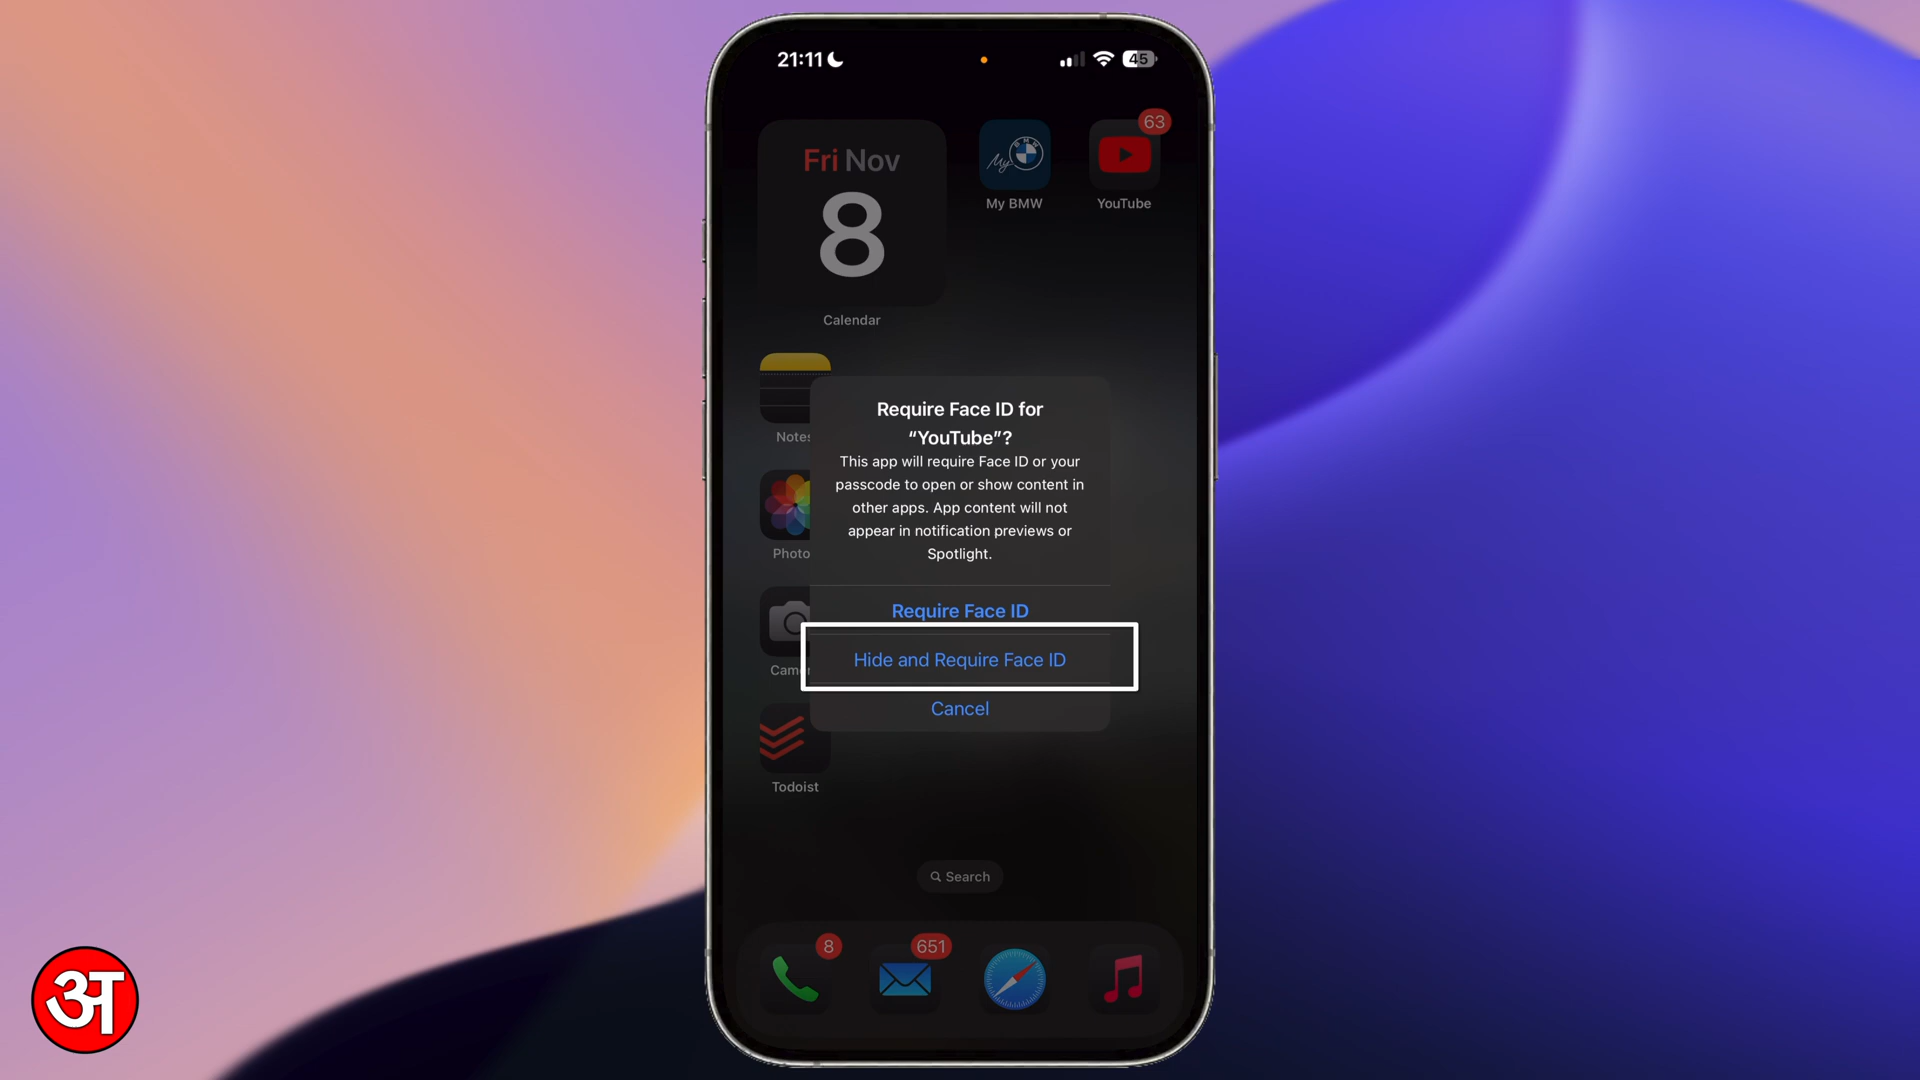 21:11
45
Fri Nov
8
Calendar
My
BMW
My BMW
63
YouTube
Notes
Photo
Came
Todoist
Require Face ID for
“YouTube”?
This app will require Face ID or your
passcode to open or show content in
other apps. App content will not
appear in notification previews or
Spotlight.
Require Face ID
Hide and Require Face ID
Cancel
Search
8
651
अ